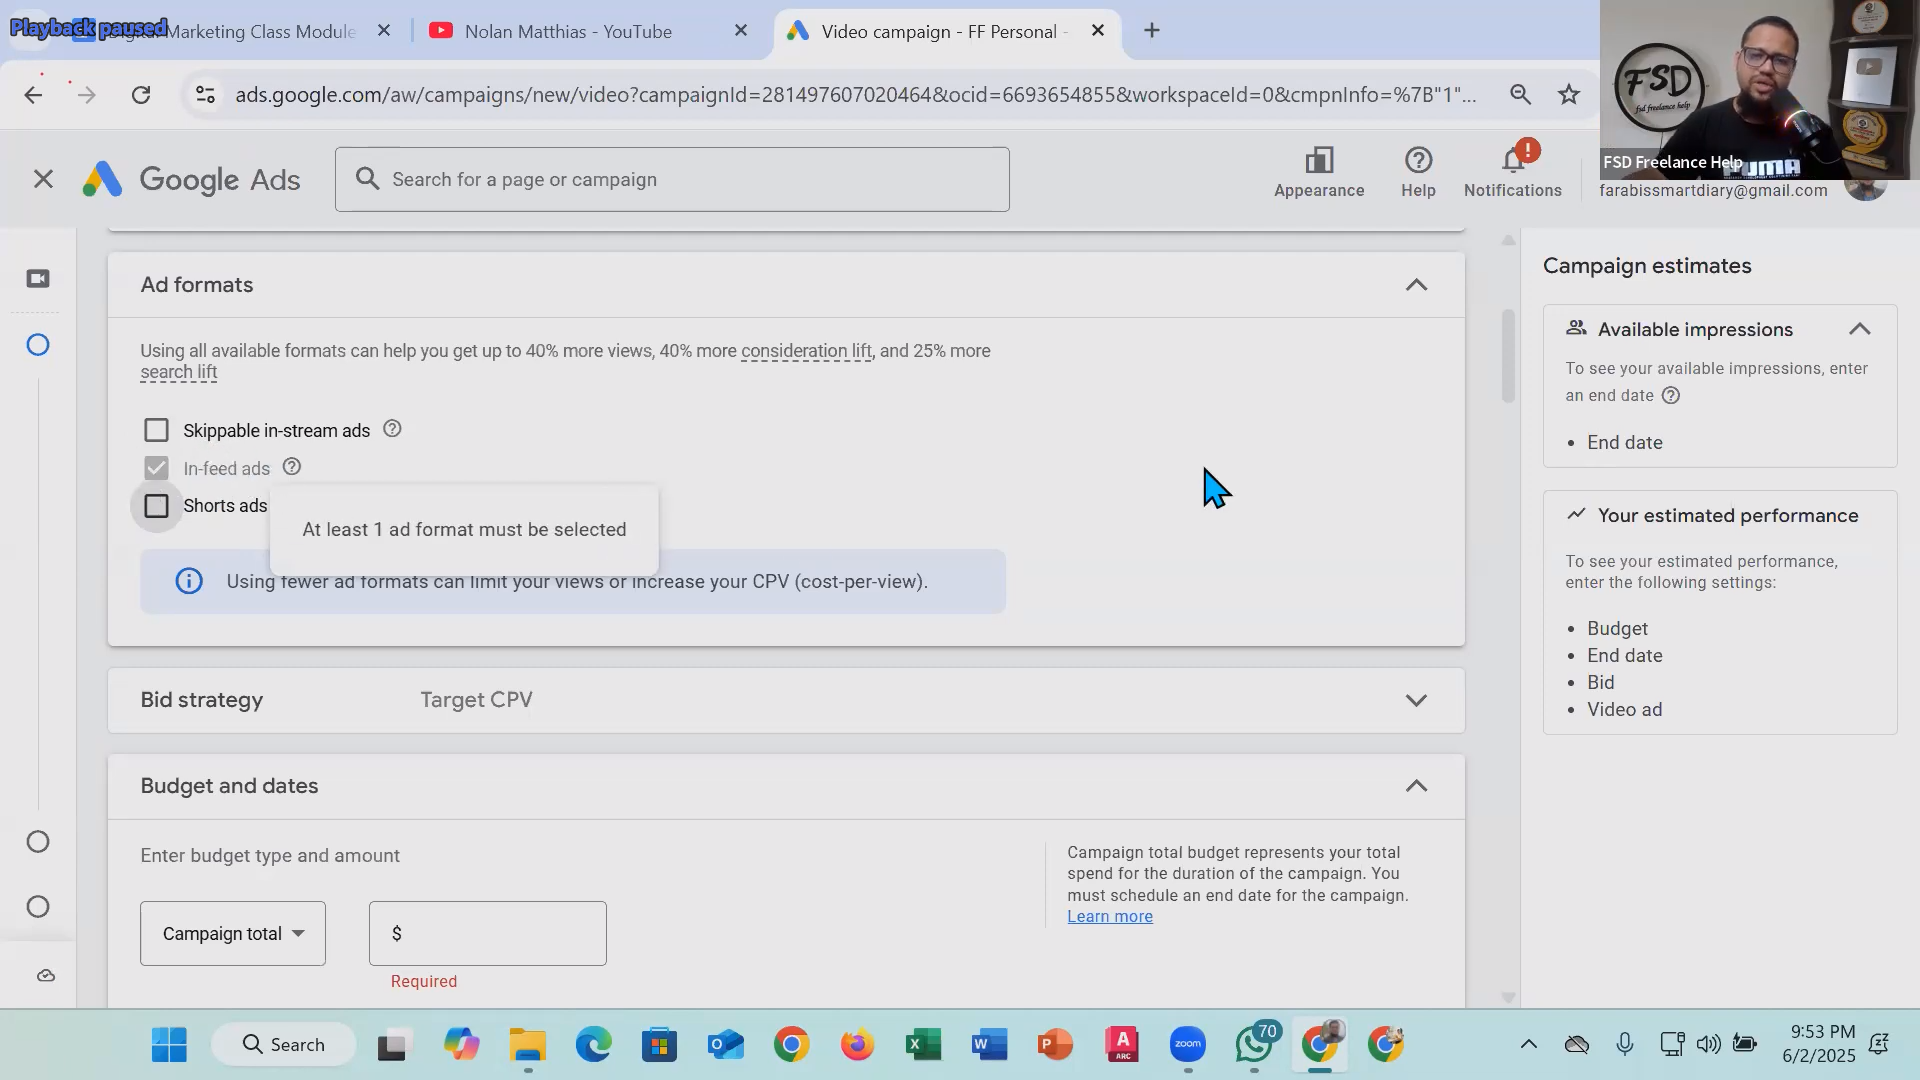 Playback paused
Digital Marketing Class Module
Nolan Matthias - YouTube
Video campaign - FF Personal -
ads.google.com/aw/campaigns/new/video?campaignId=281497607020464&ocid=6693654855&workspaceId=0&cmpnInfo=%7B"1"...
FSD
fsd freelance help
PUMA
FSD Freelance Help
Google Ads
Search for a page or campaign
Appearance
Help
Notifications
farabissmartdiary@gmail.com
Ad formats
Using all available formats can help you get up to 40% more views, 40% more consideration lift, and 25% more
search lift
Skippable in-stream ads
In-feed ads
Shorts ads
At least 1 ad format must be selected
Using fewer ad formats can limit your views or increase your CPV (cost-per-view).
Bid strategy
Target CPV
Budget and dates
Enter budget type and amount
Campaign total
$
Required
Campaign total budget represents your total
spend for the duration of the campaign. You
must schedule an end date for the campaign.
Learn more
Campaign estimates
Available impressions
To see your available impressions, enter
an end date
• End date
Your estimated performance
To see your estimated performance,
enter the following settings:
• Budget
• End date
• Bid
• Video ad
Search
ARC
zoom
70
9:53 PM
6/2/2025